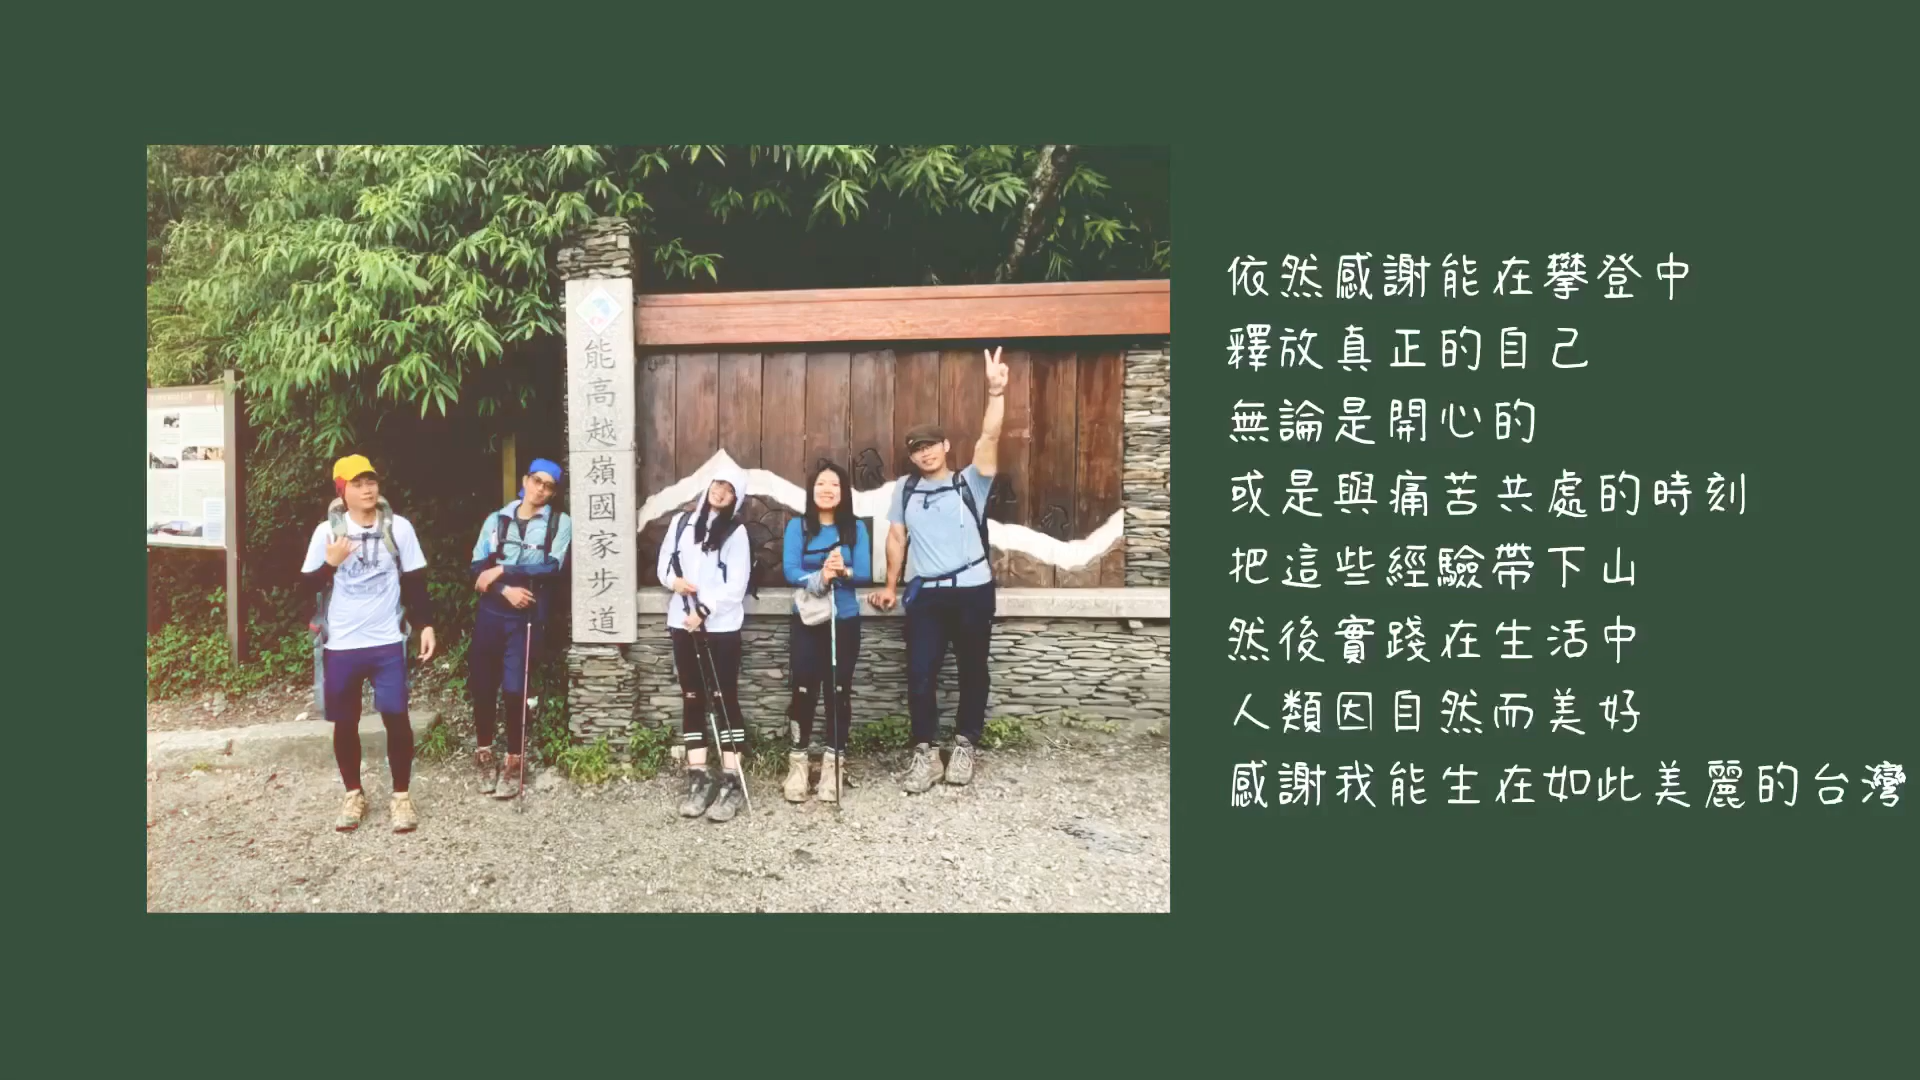 能高越嶺國家步道
依然感謝能在攀登中
釋放真正的自己
無論是開心的
或是與痛苦共處的時刻
把這些經驗帶下山
然後實踐在生活中
人類因自然而美好
感謝我能生在如此美麗的台灣